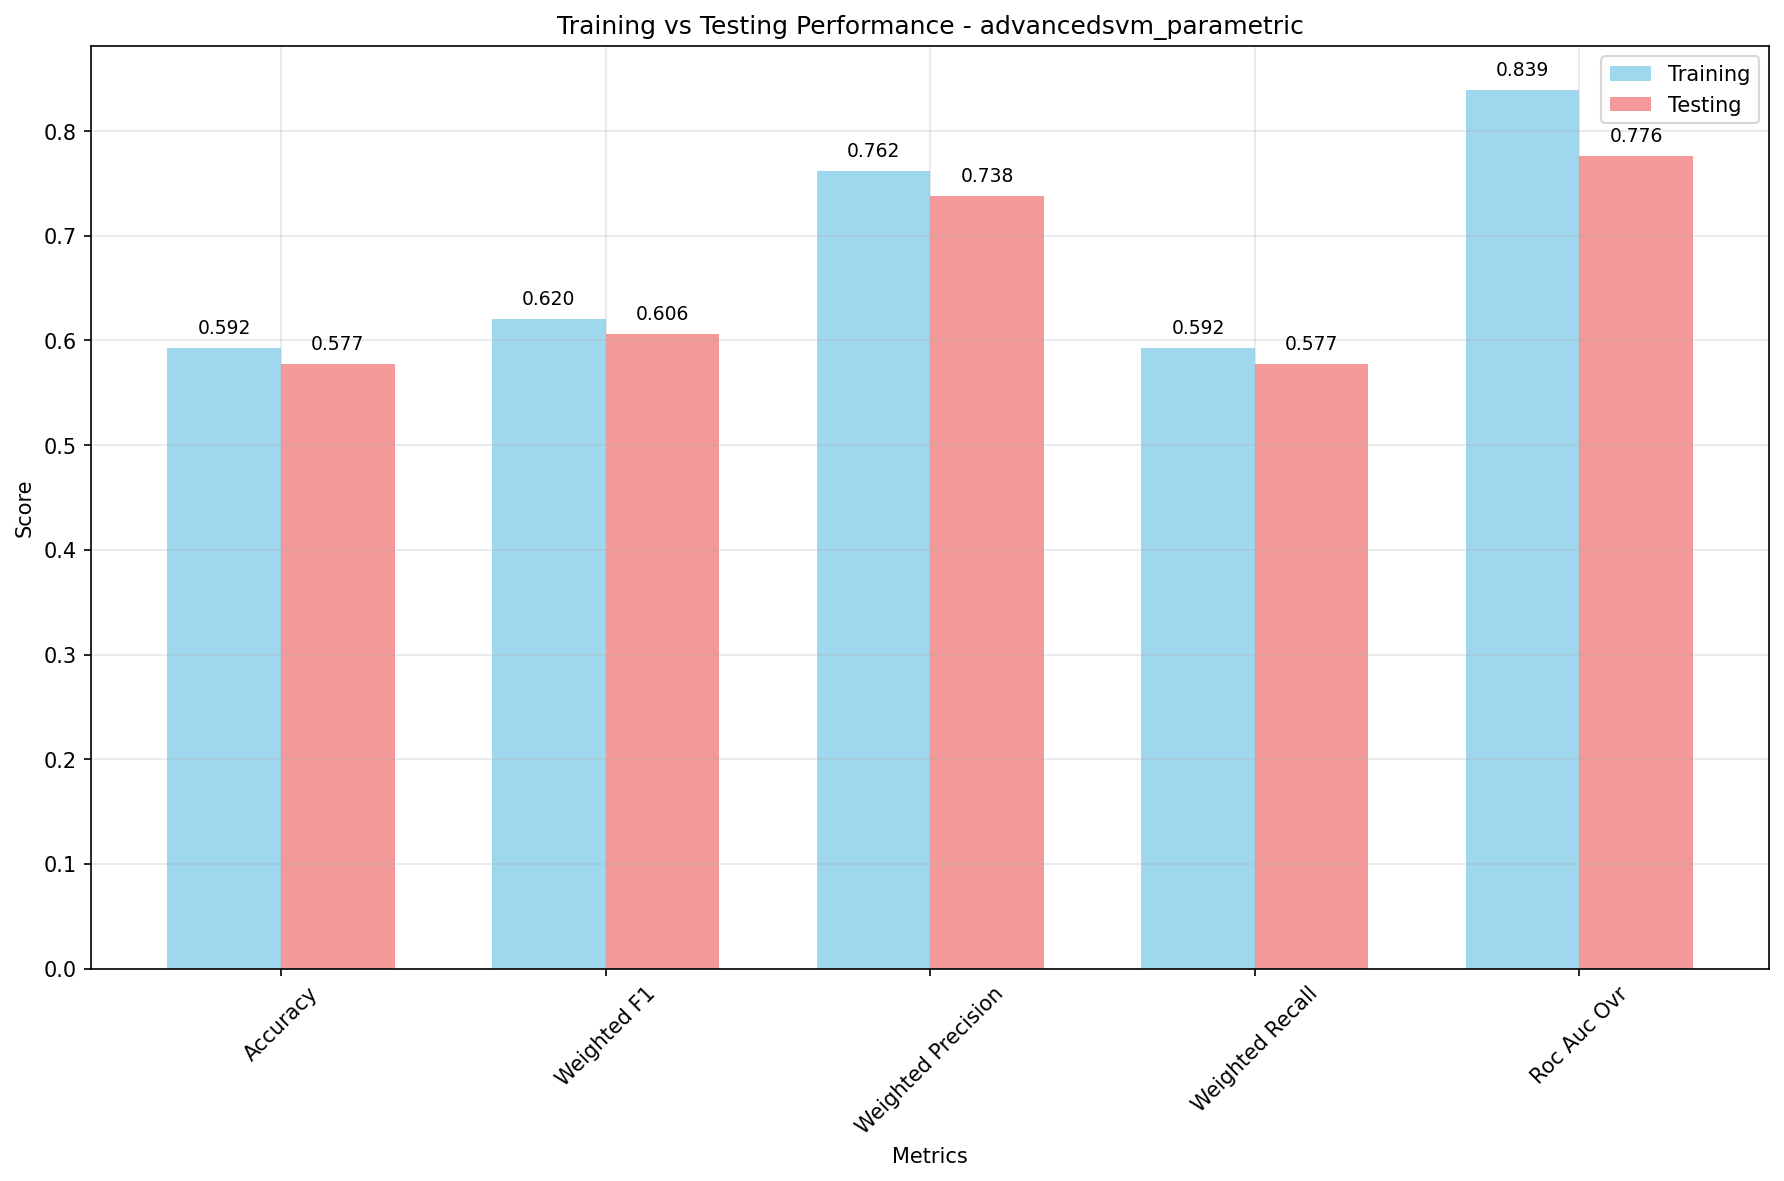 Training vs Testing Performance - advancedsvm_parametric
Training
Testing
0.839
0.776
0.762
0.738
0.620
0.606
0.592
0.577
0.592
0.577
0.8
0.7
0.6
0.5
0.4
0.3
0.2
0.1
0.0
Score
Accuracy
Weighted F1
Weighted Precision
Weighted Recall
Roc Auc Ovr
Metrics